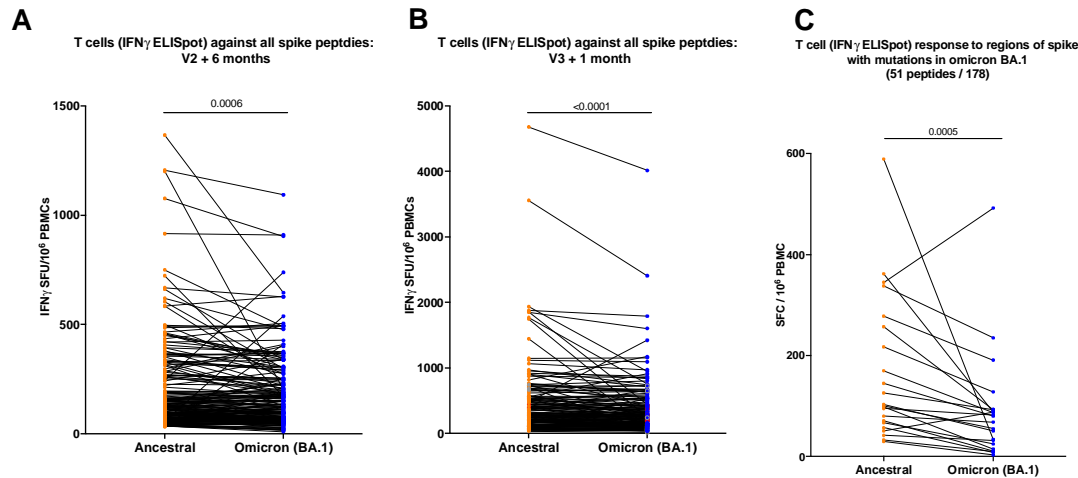 A
T cells (IFNγ ELISpot) against all spike peptdies:
V2 + 6 months
0.0006
1500
1000
500
0
IFNγ SFU/10⁶ PBMCs
Ancestral
Omicron (BA.1)
B
T cells (IFNγ ELISpot) against all spike peptdies:
V3 + 1 month
<0.0001
5000
4000
3000
2000
1000
0
IFNγ SFU/10⁶ PBMCs
Ancestral
Omicron (BA.1)
C
T cell (IFNγ ELISpot) response to regions of spike
with mutations in omicron BA.1
(51 peptides / 178)
0.0005
600
400
200
0
SFC / 10⁶ PBMC
Ancestral
Omicron (BA.1)